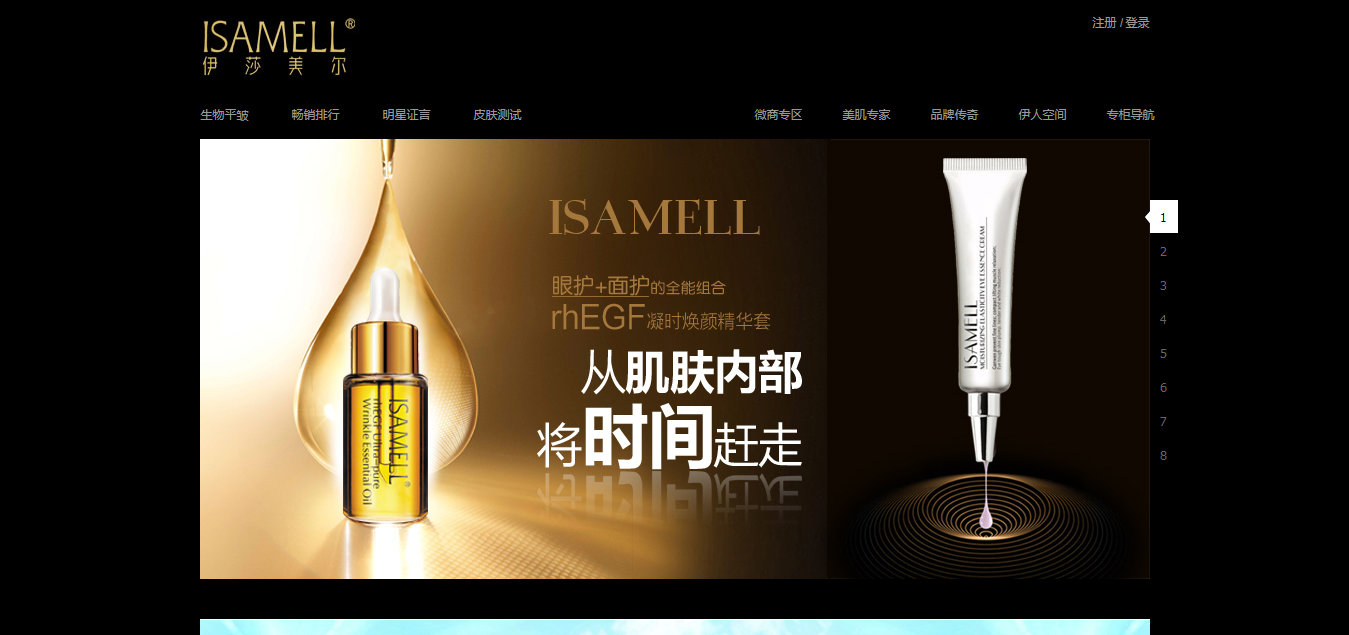 ISAMELL®
伊莎美尔
注册 / 登录
生物平皱 畅销排行 明星证言 皮肤测试 微商专区 美肌专家 品牌传奇 伊人空间 专柜导航
ISAMELL
眼护+面护的全能组合
rhEGF凝时焕颜精华套
从肌肤内部
将时间赶走
ISAMELL®
rhEGF Ultra-pure
Wrinkle Essential Oil
ISAMELL
MOISTURIZING ELASTICITY EYE ESSENCE CREAM
1
2
3
4
5
6
7
8